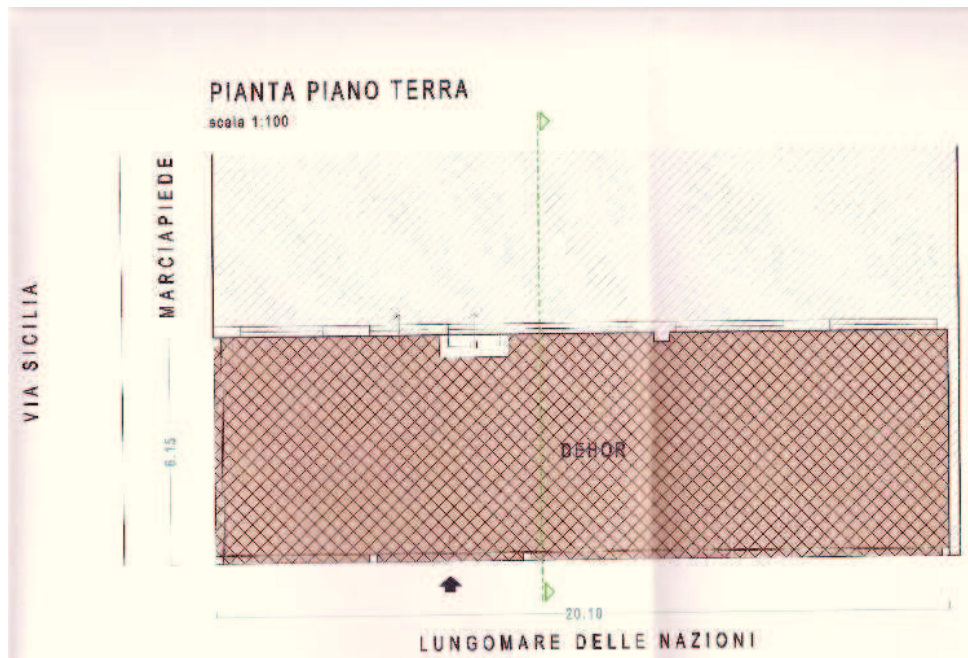 PIANTA PIANO TERRA
scala 1:100
MARCIAPIEDE
VIA SICILIA
6.15
DEHOR
20.10
LUNGOMARE DELLE NAZIONI